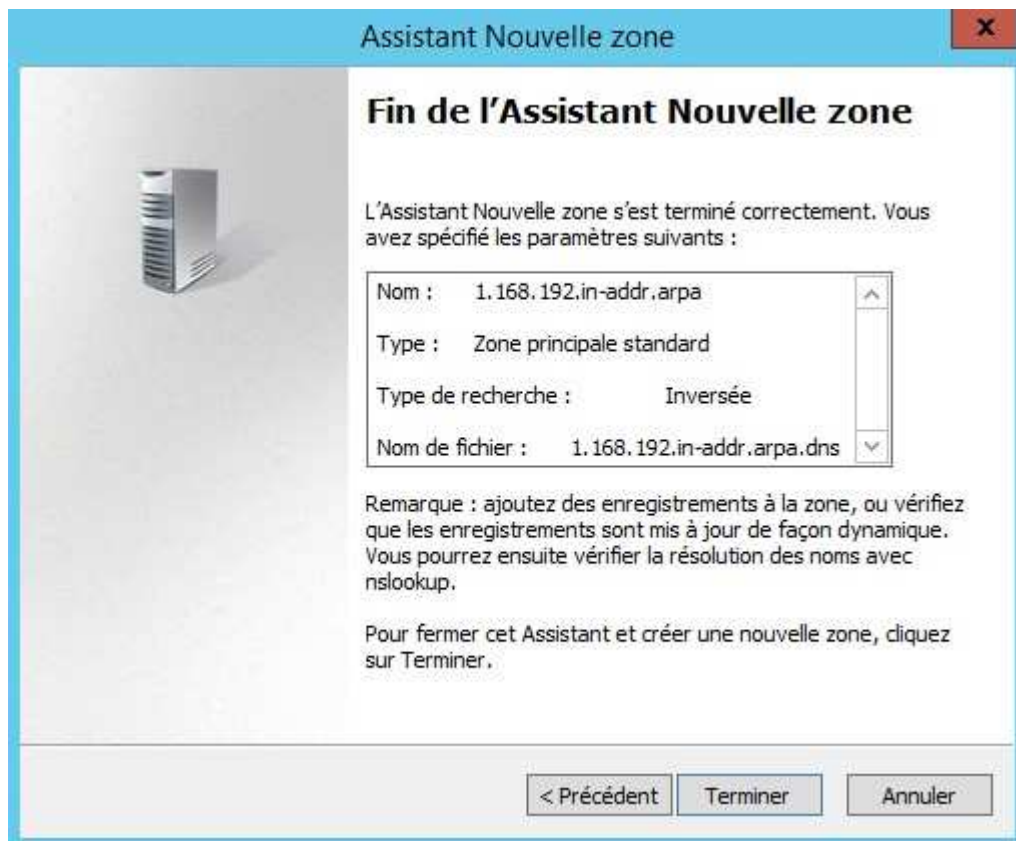 Assistant Nouvelle zone
x
Fin de l'Assistant Nouvelle zone
L'Assistant Nouvelle zone s'est terminé correctement. Vous
avez spécifié les paramètres suivants :
Nom : 1.168.192.in-addr.arpa
Type : Zone principale standard
Type de recherche : Inversée
Nom de fichier : 1.168.192.in-addr.arpa.dns
Remarque : ajoutez des enregistrements à la zone, ou vérifiez
que les enregistrements sont mis à jour de façon dynamique.
Vous pourrez ensuite vérifier la résolution des noms avec
nslookup.
Pour fermer cet Assistant et créer une nouvelle zone, cliquez
sur Terminer.
< Précédent Terminer Annuler